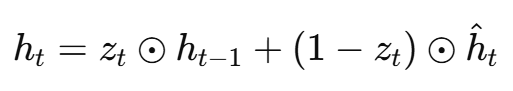 h_t = z_t ⊙ h_{t−1} + (1 − z_t) ⊙ ĥ_t